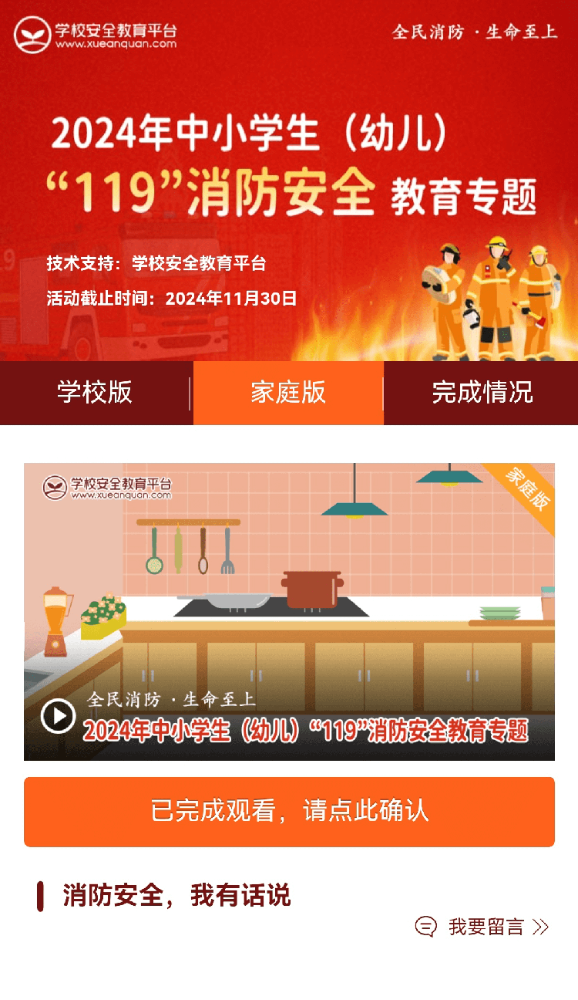 学校安全教育平台
www.xueanquan.com
全民消防 · 生命至上
2024年中小学生（幼儿）
“119”消防安全 教育专题
技术支持：学校安全教育平台
活动截止时间：2024年11月30日
学校版
家庭版
完成情况
学校安全教育平台
www.xueanquan.com
家庭版
全民消防 · 生命至上
2024年中小学生（幼儿）“119”消防安全教育专题
已完成观看，请点此确认
消防安全，我有话说
我要留言